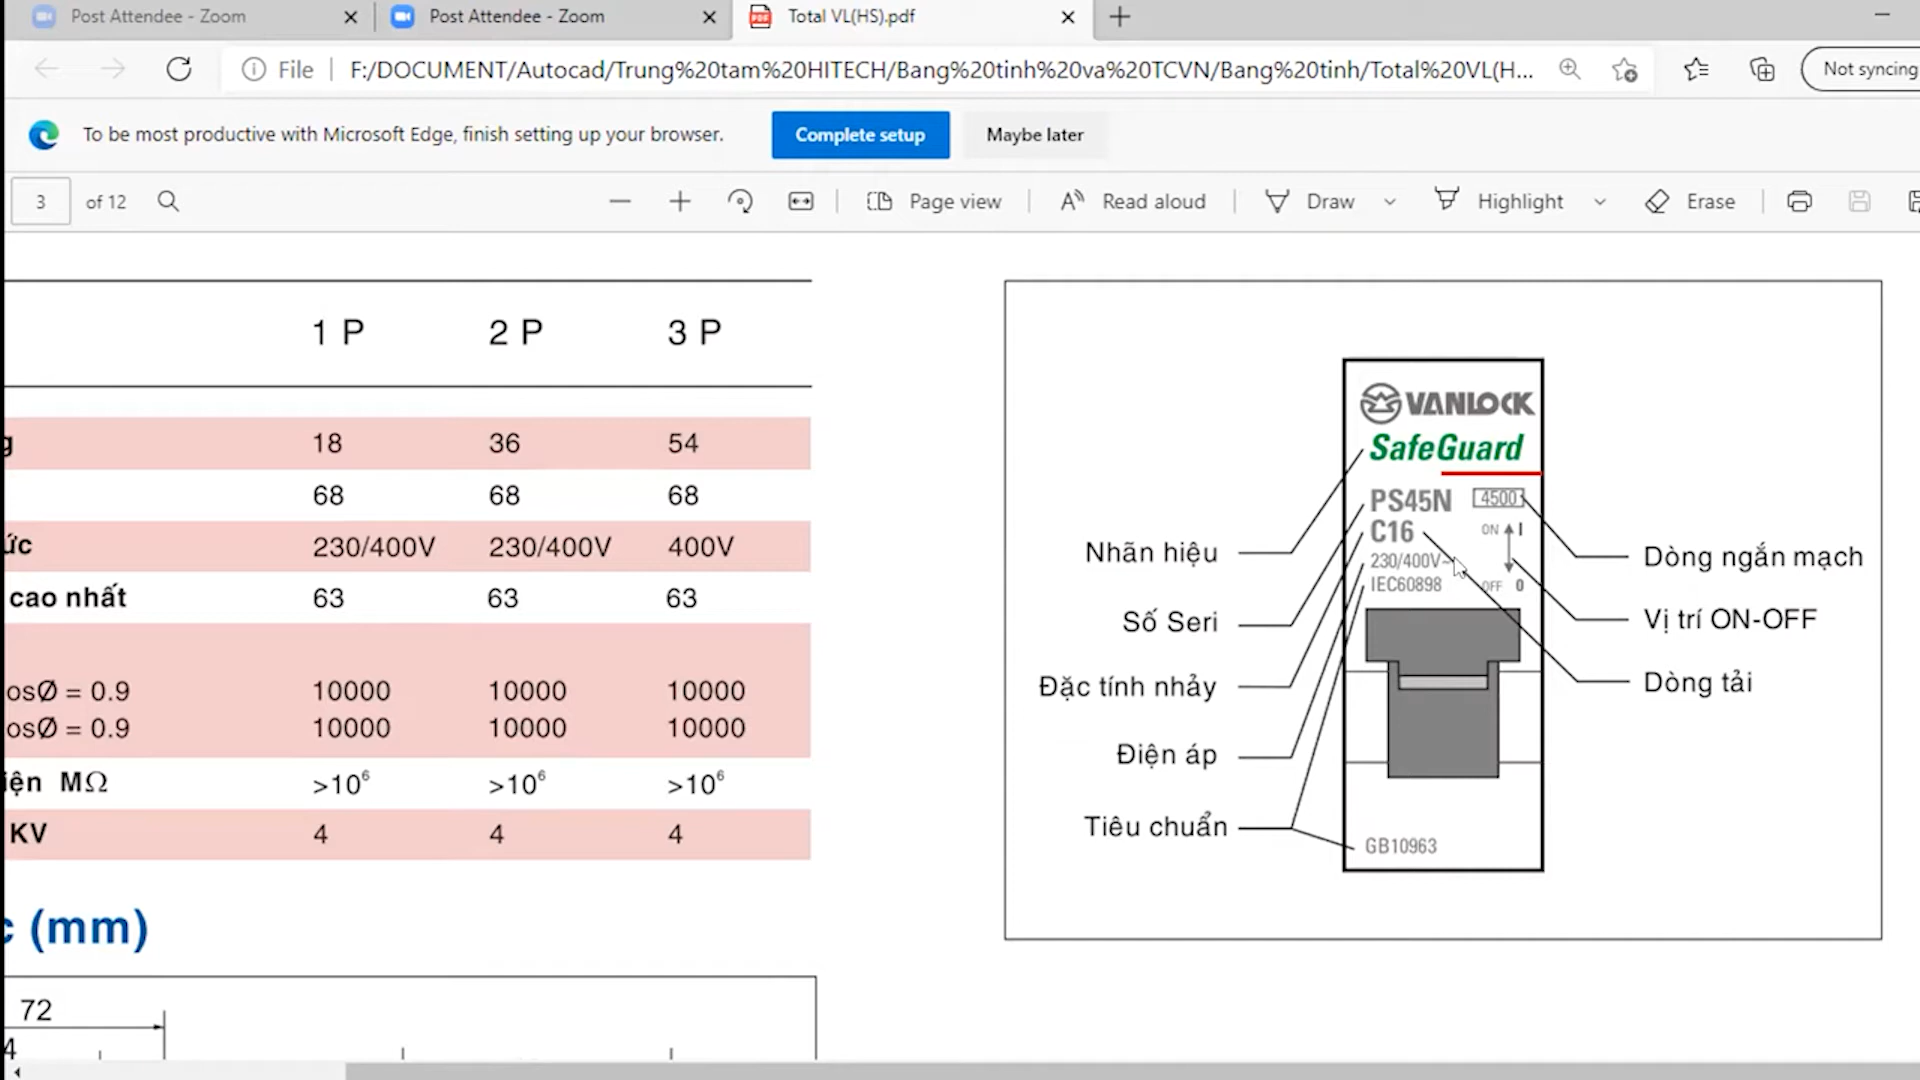 Post Attendee - Zoom
Post Attendee - Zoom
Total VL(HS).pdf
File
F:/DOCUMENT/Autocad/Trung%20tam%20HITECH/Bang%20tinh%20va%20TCVN/Bang%20tinh/Total%20VL(H...
Not syncing
To be most productive with Microsoft Edge, finish setting up your browser.
Complete setup
Maybe later
3 of 12
Page view
Read aloud
Draw
Highlight
Erase
1 P 2 P 3 P
g 18 36 54
68 68 68
ức 230/400V 230/400V 400V
cao nhất 63 63 63
osØ = 0.9 10000 10000 10000
osØ = 0.9 10000 10000 10000
iện MΩ >10⁶ >10⁶ >10⁶
KV 4 4 4
c (mm)
72
4
VANLOCK
SafeGuard
PS45N 4500
C16 ON I
230/400V~
IEC60898 OFF 0
GB10963
Nhãn hiệu
Số Seri
Đặc tính nhảy
Điện áp
Tiêu chuẩn
Dòng ngắn mạch
Vị trí ON-OFF
Dòng tải